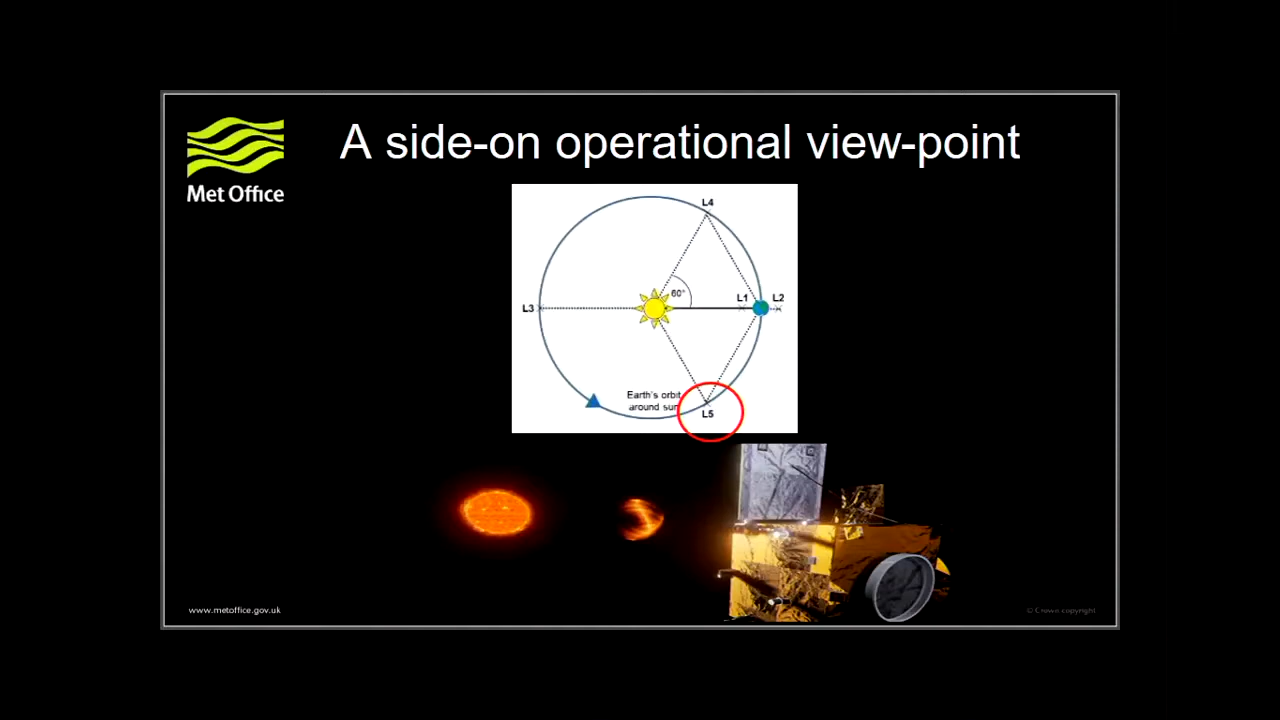 A side-on operational view-point
Met Office
L4
60°
L3
L1
L2
Earth's orbit
around sun
L5
www.metoffice.gov.uk
© Crown copyright